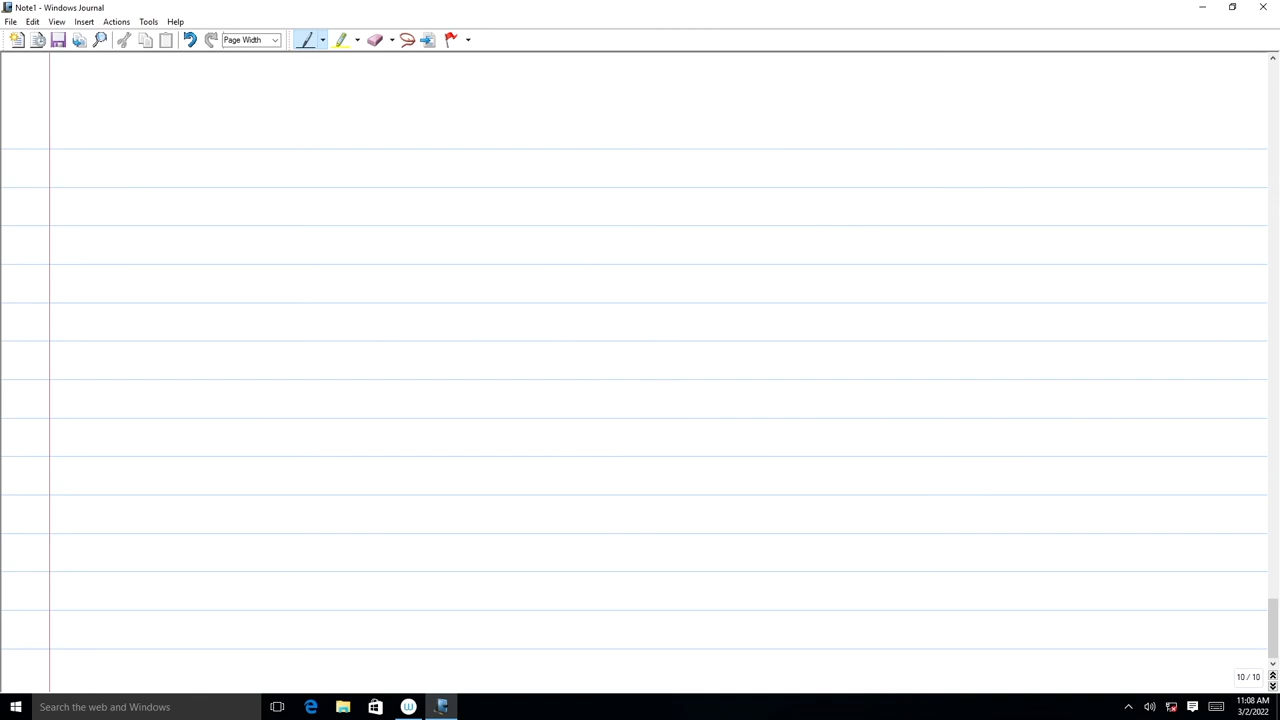 Note1 - Windows Journal
File Edit View Insert Actions Tools Help
Page Width
10 / 10
Search the web and Windows
11:08 AM
3/2/2022